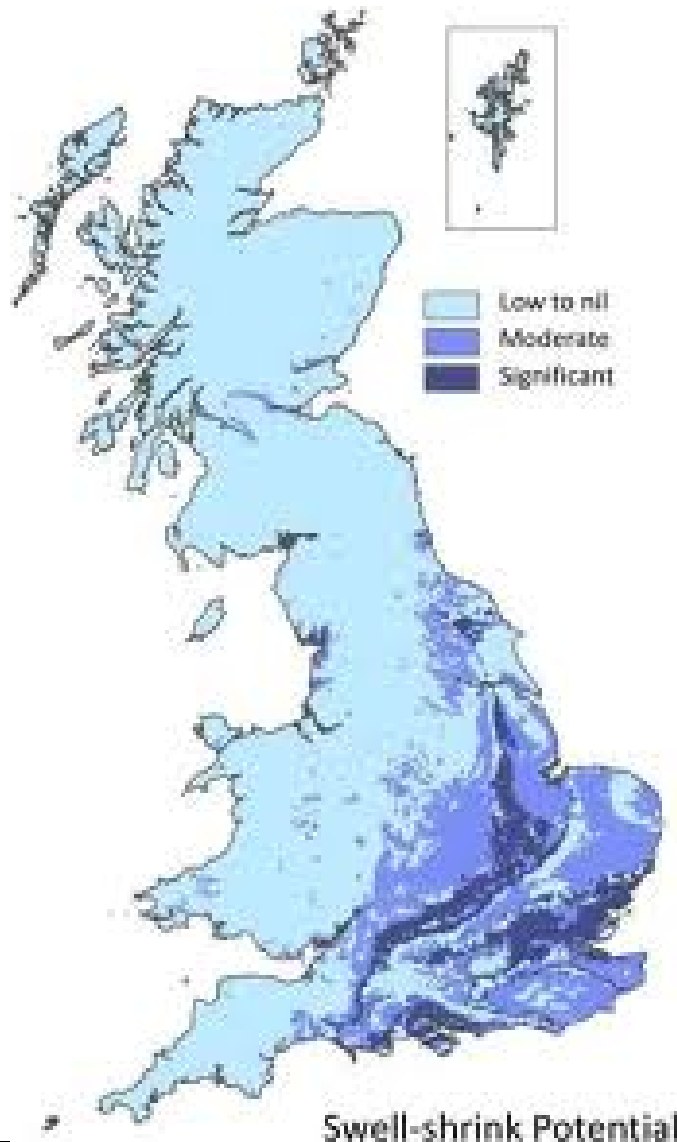 Low to nil
Moderate
Significant
Swell-shrink Potential